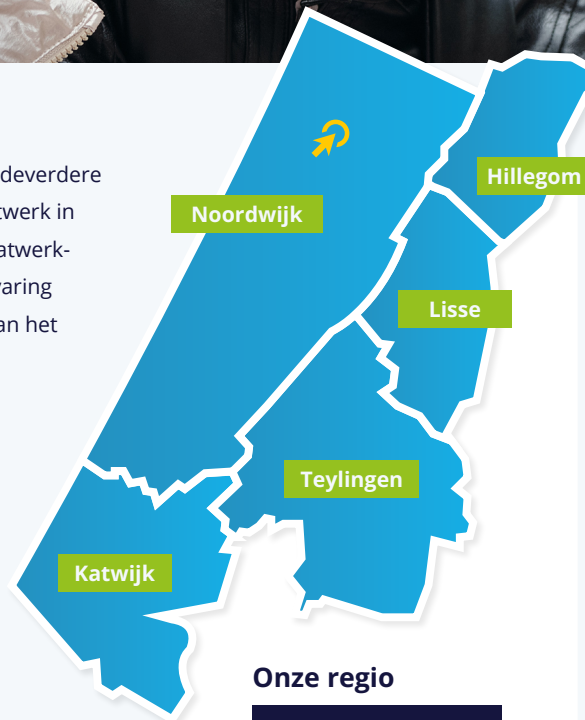 deverdere
twerk in
atwerk-
varing
an het
Hillegom
Noordwijk
Lisse
Teylingen
Katwijk
Onze regio